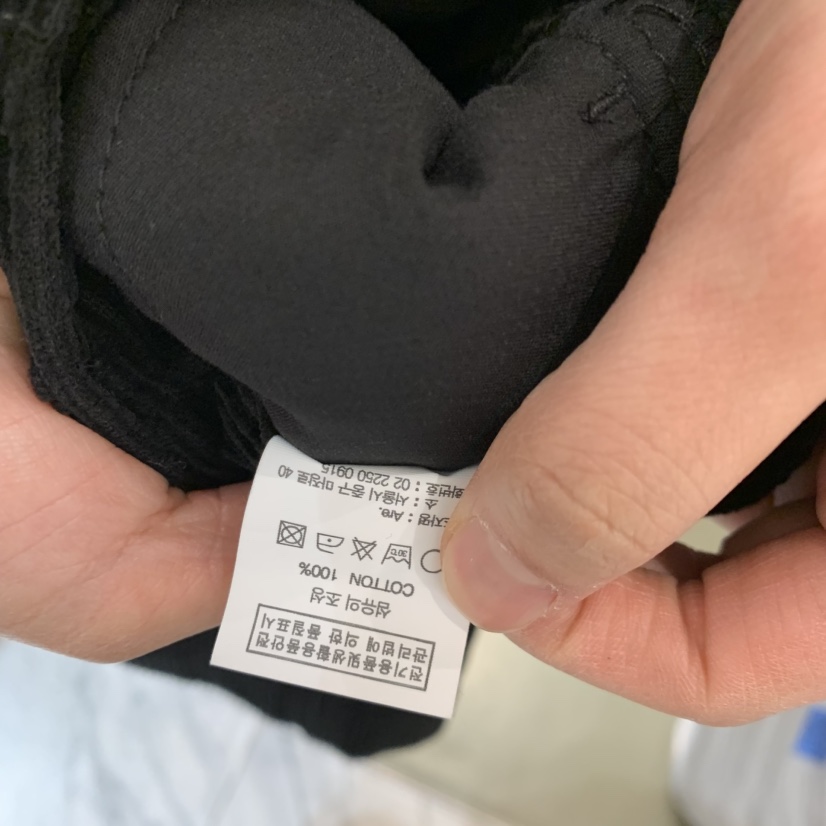 전기용품및생활용품안전
관리법에 의한 품질표시
섬유의 조성
COTTON 100%
30℃
: Are.
소 : 서울시 중구 마장로 40
: 02 2250 0915